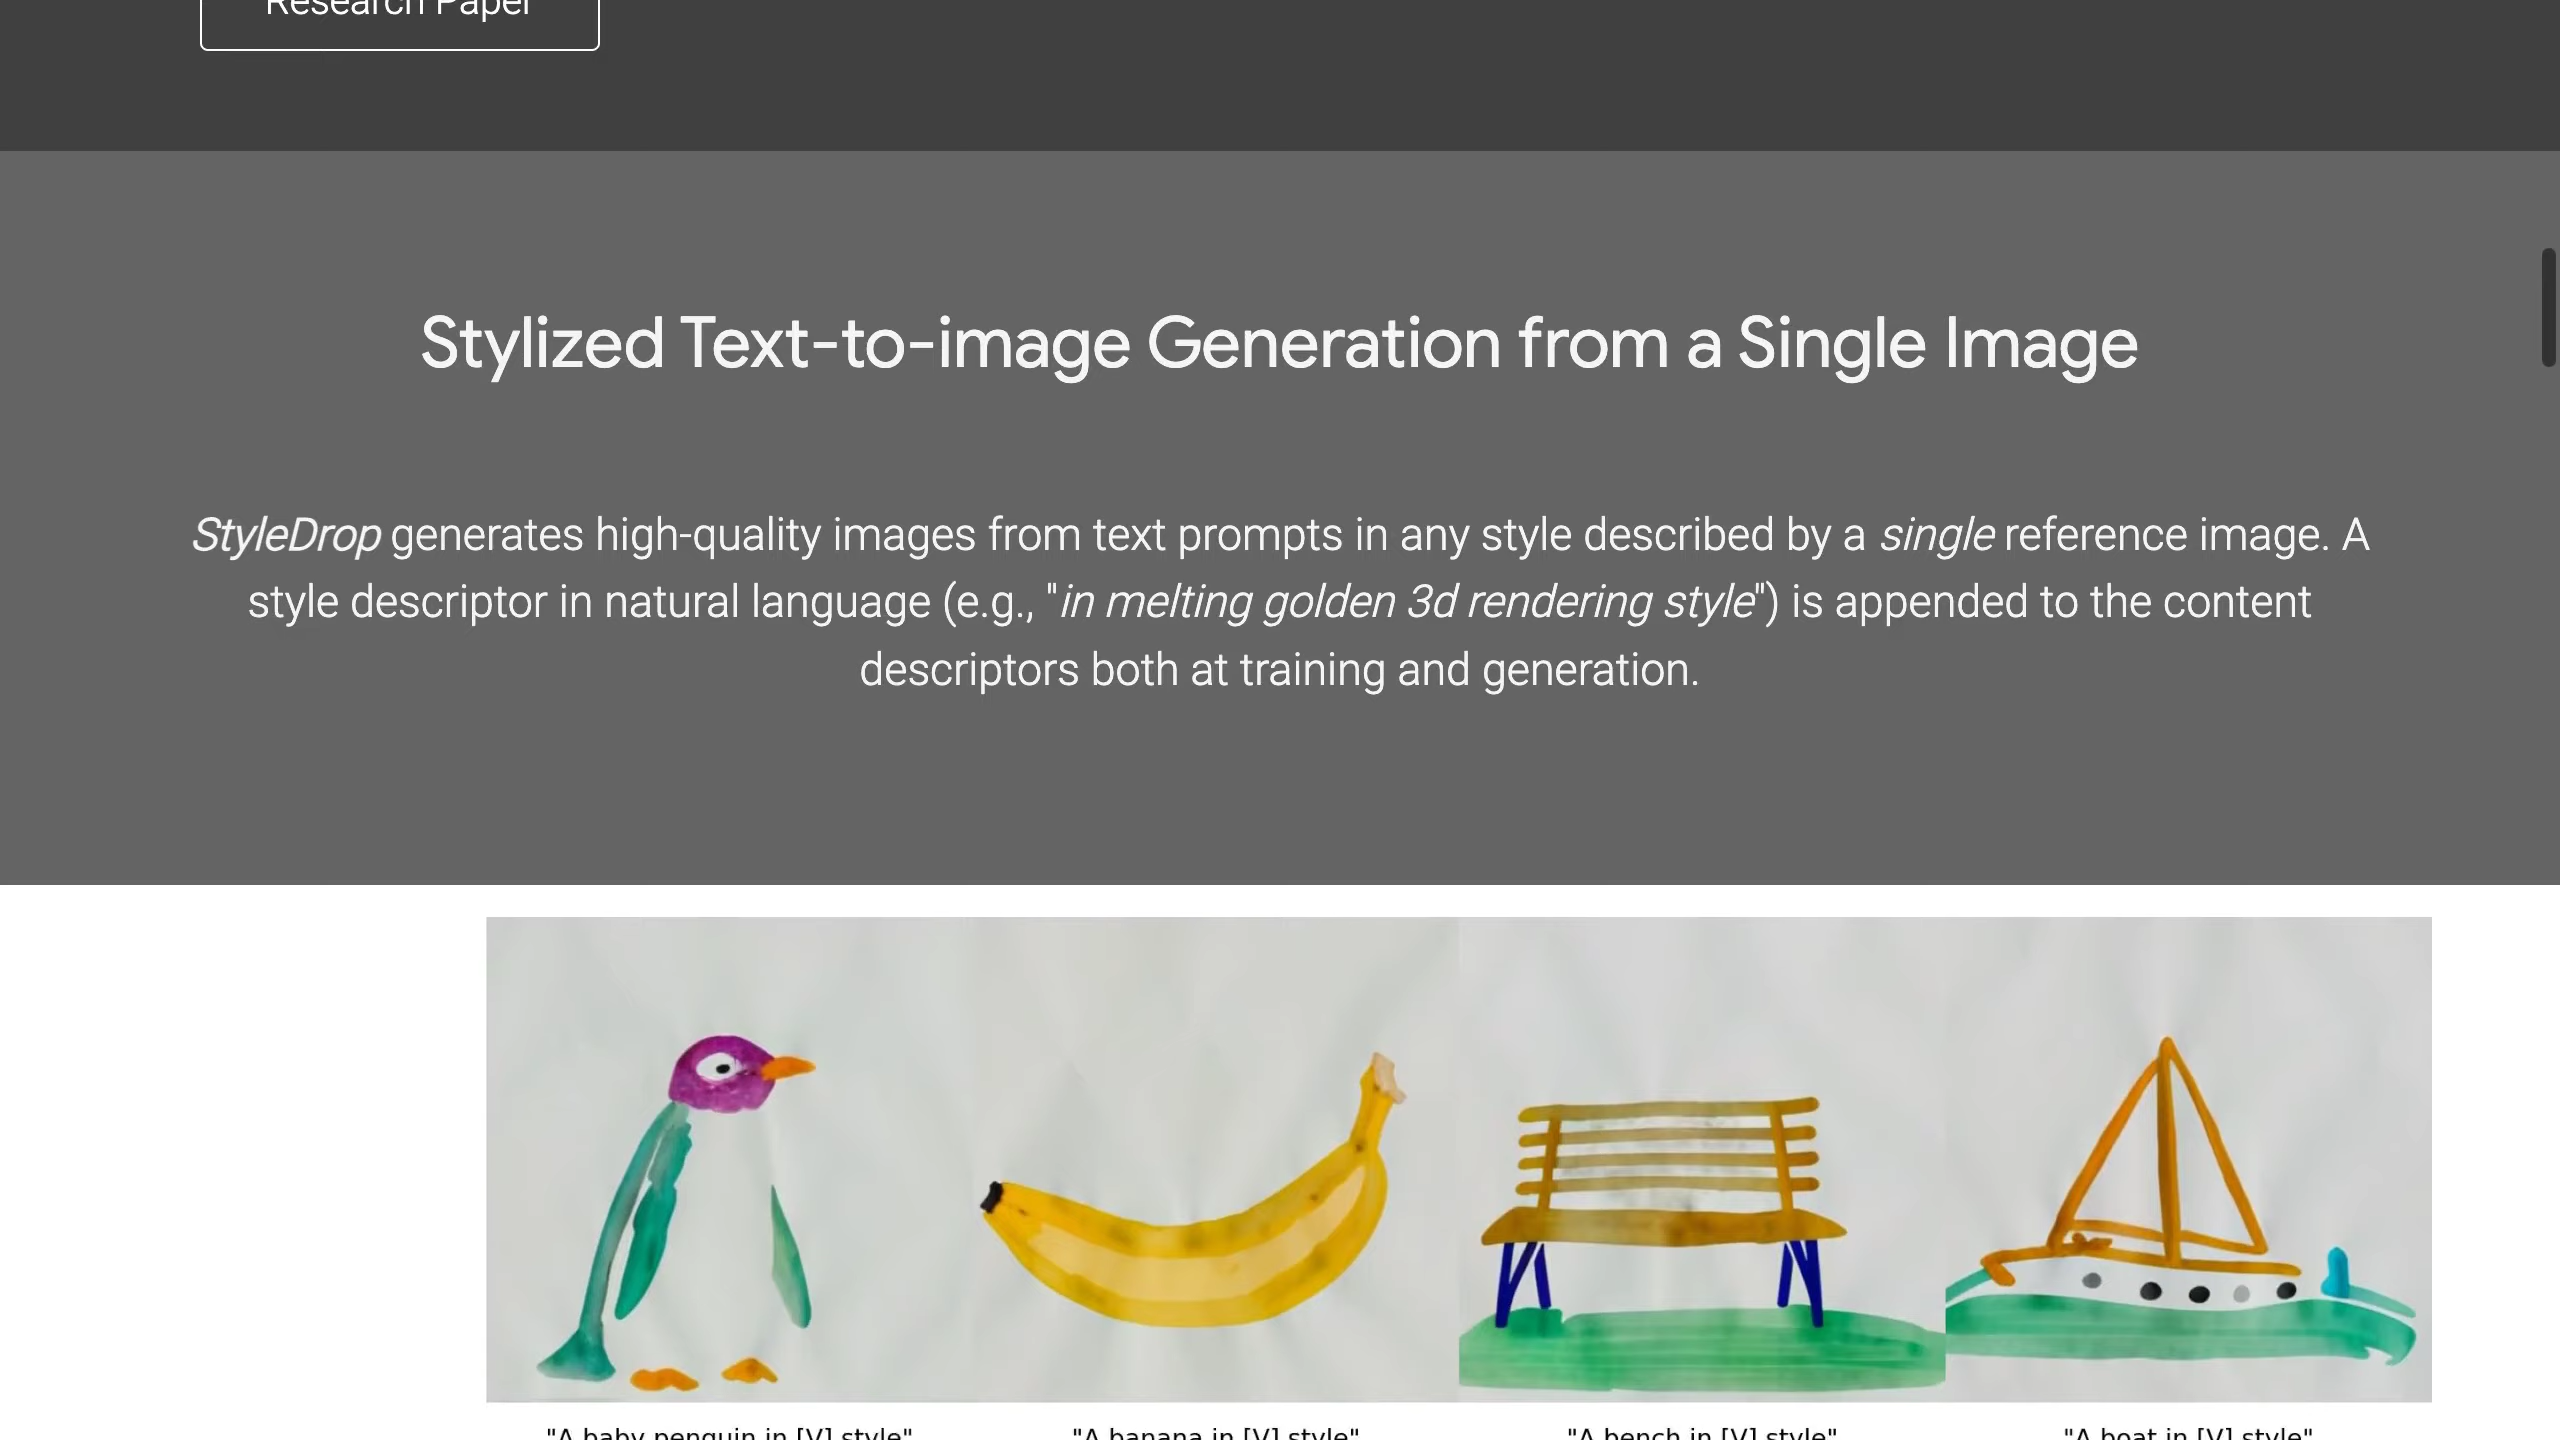 Research Paper
Stylized Text-to-image Generation from a Single Image
StyleDrop generates high-quality images from text prompts in any style described by a single reference image. A
style descriptor in natural language (e.g., "in melting golden 3d rendering style") is appended to the content
descriptors both at training and generation.
"A baby penguin in [V] style" "A banana in [V] style" "A bench in [V] style" "A boat in [V] style"